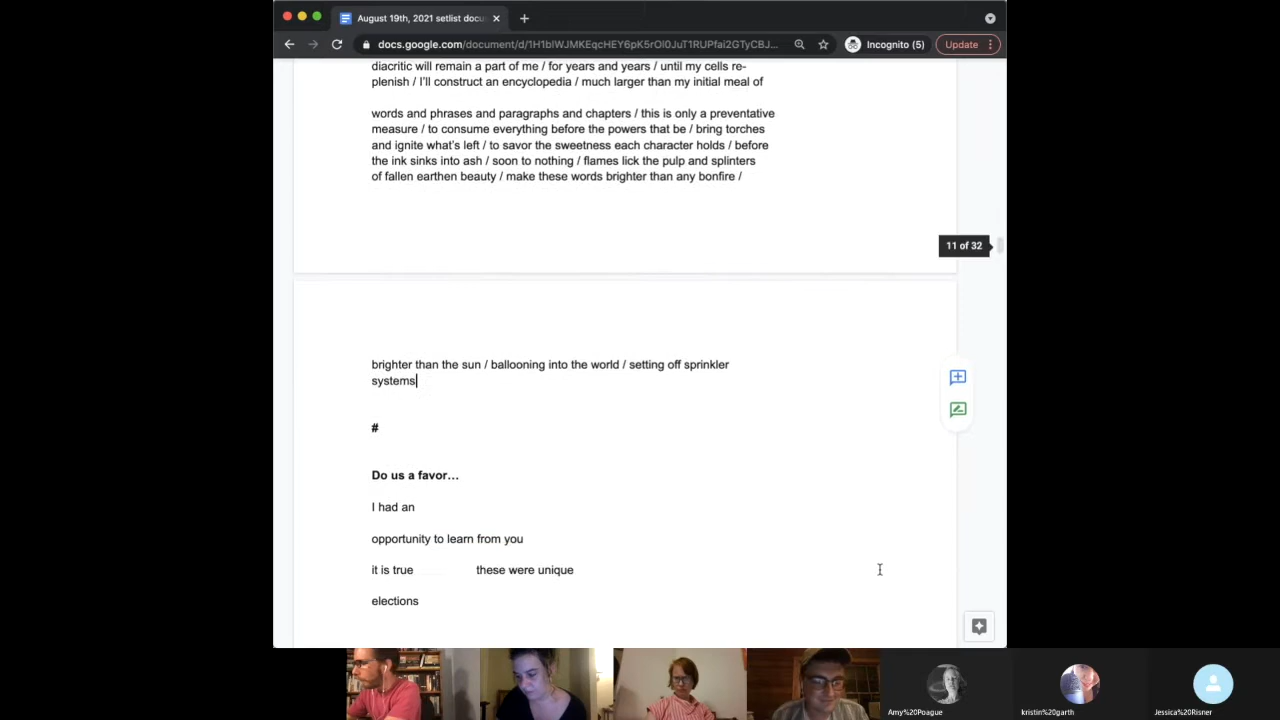 August 19th, 2021 setlist docu
docs.google.com/document/d/1H1blWJMKEqcHEY6pK5rOl0JuT1RUPfai2GTyCBJ...
Incognito (5)
Update
diacritic will remain a part of me / for years and years / until my cells re-
plenish / I'll construct an encyclopedia / much larger than my initial meal of
words and phrases and paragraphs and chapters / this is only a preventative
measure / to consume everything before the powers that be / bring torches
and ignite what's left / to savor the sweetness each character holds / before
the ink sinks into ash / soon to nothing / flames lick the pulp and splinters
of fallen earthen beauty / make these words brighter than any bonfire /
11 of 32
brighter than the sun / ballooning into the world / setting off sprinkler
systems
#
Do us a favor…
I had an
opportunity to learn from you
it is true these were unique
elections
Amy%20Poague
kristin%20garth
Jessica%20Risner